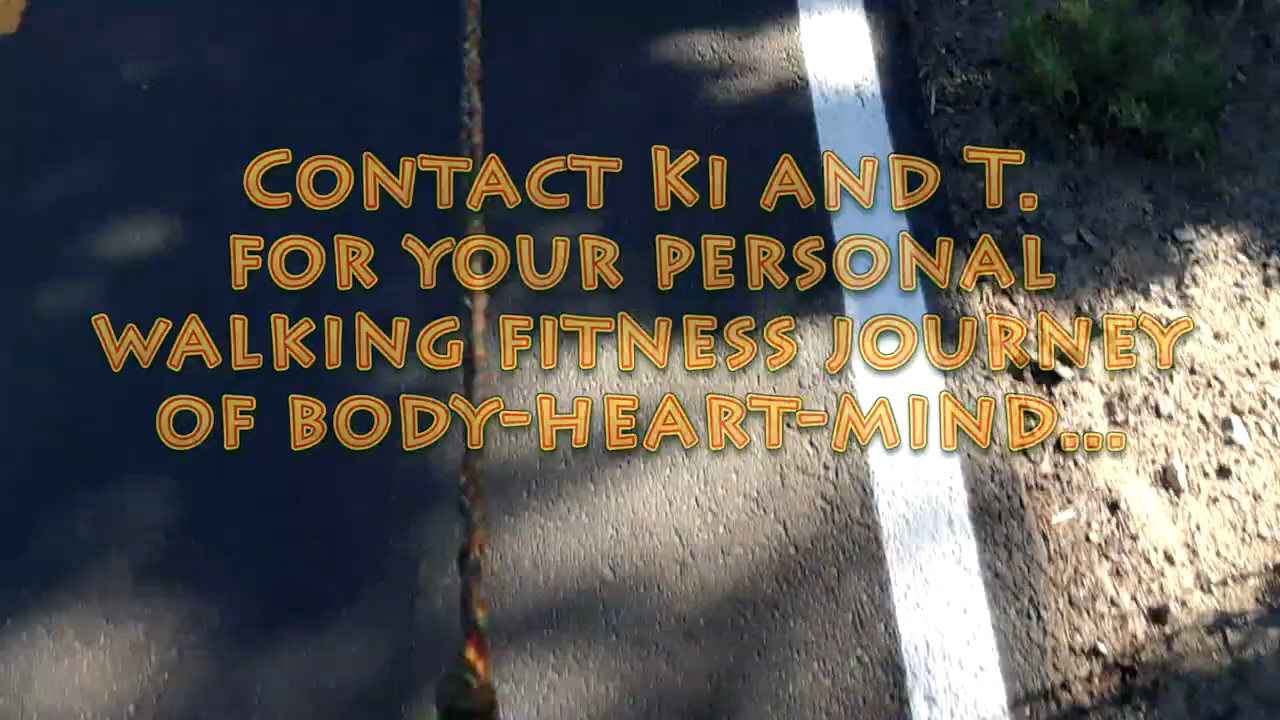 Contact Ki and T.
for your personal
walking fitness journey
of body-heart-mind...